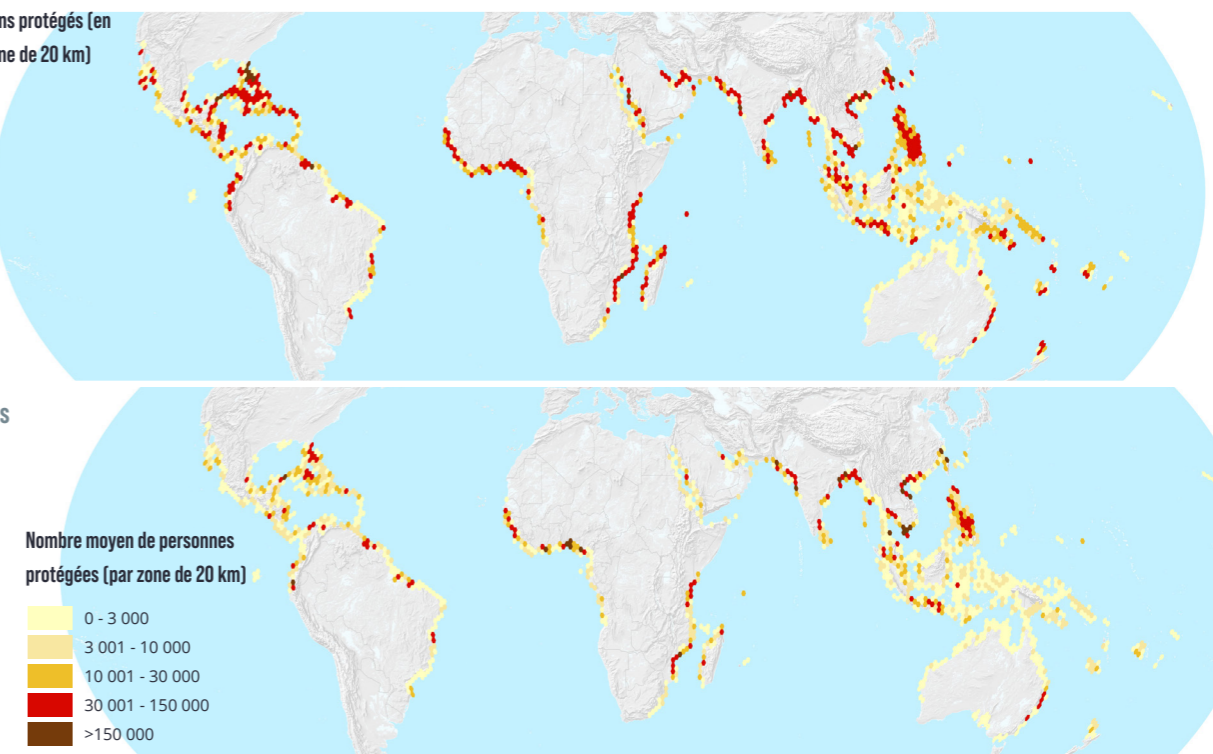 ns protégés (en
ne de 20 km)
S
Nombre moyen de personnes
protégées (par zone de 20 km)
0 - 3 000
3 001 - 10 000
10 001 - 30 000
30 001 - 150 000
>150 000